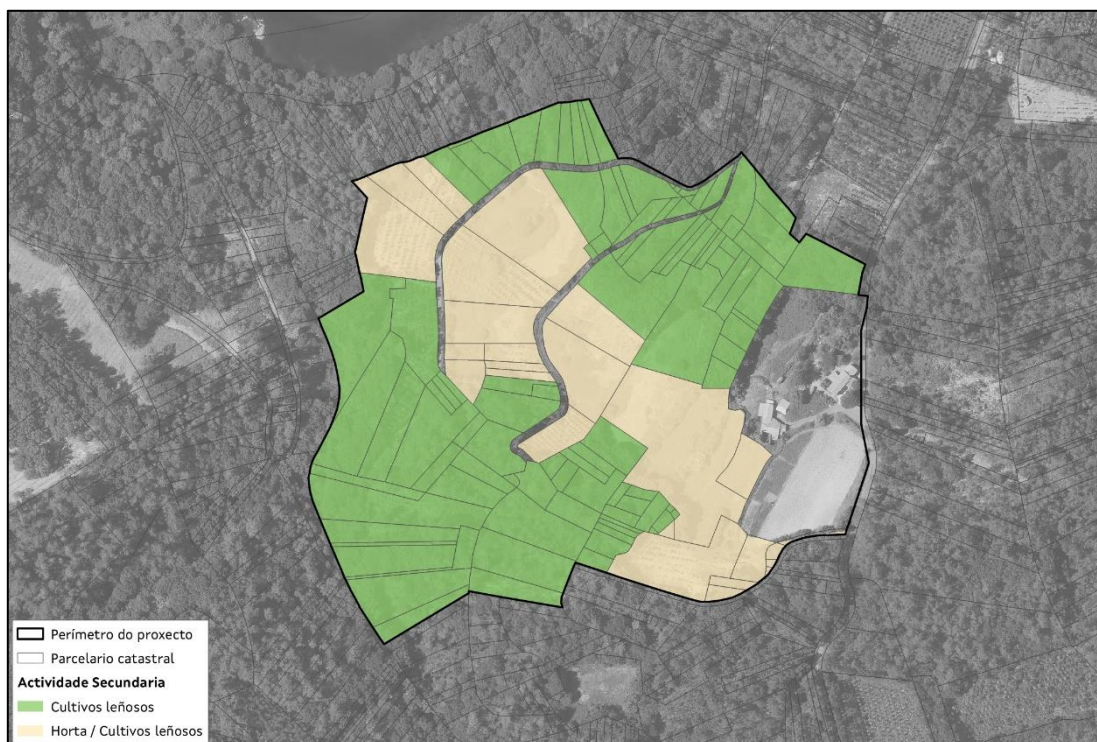 Perímetro do proxecto
Parcelario catastral
Actividade Secundaria
Cultivos leñosos
Horta / Cultivos leñosos